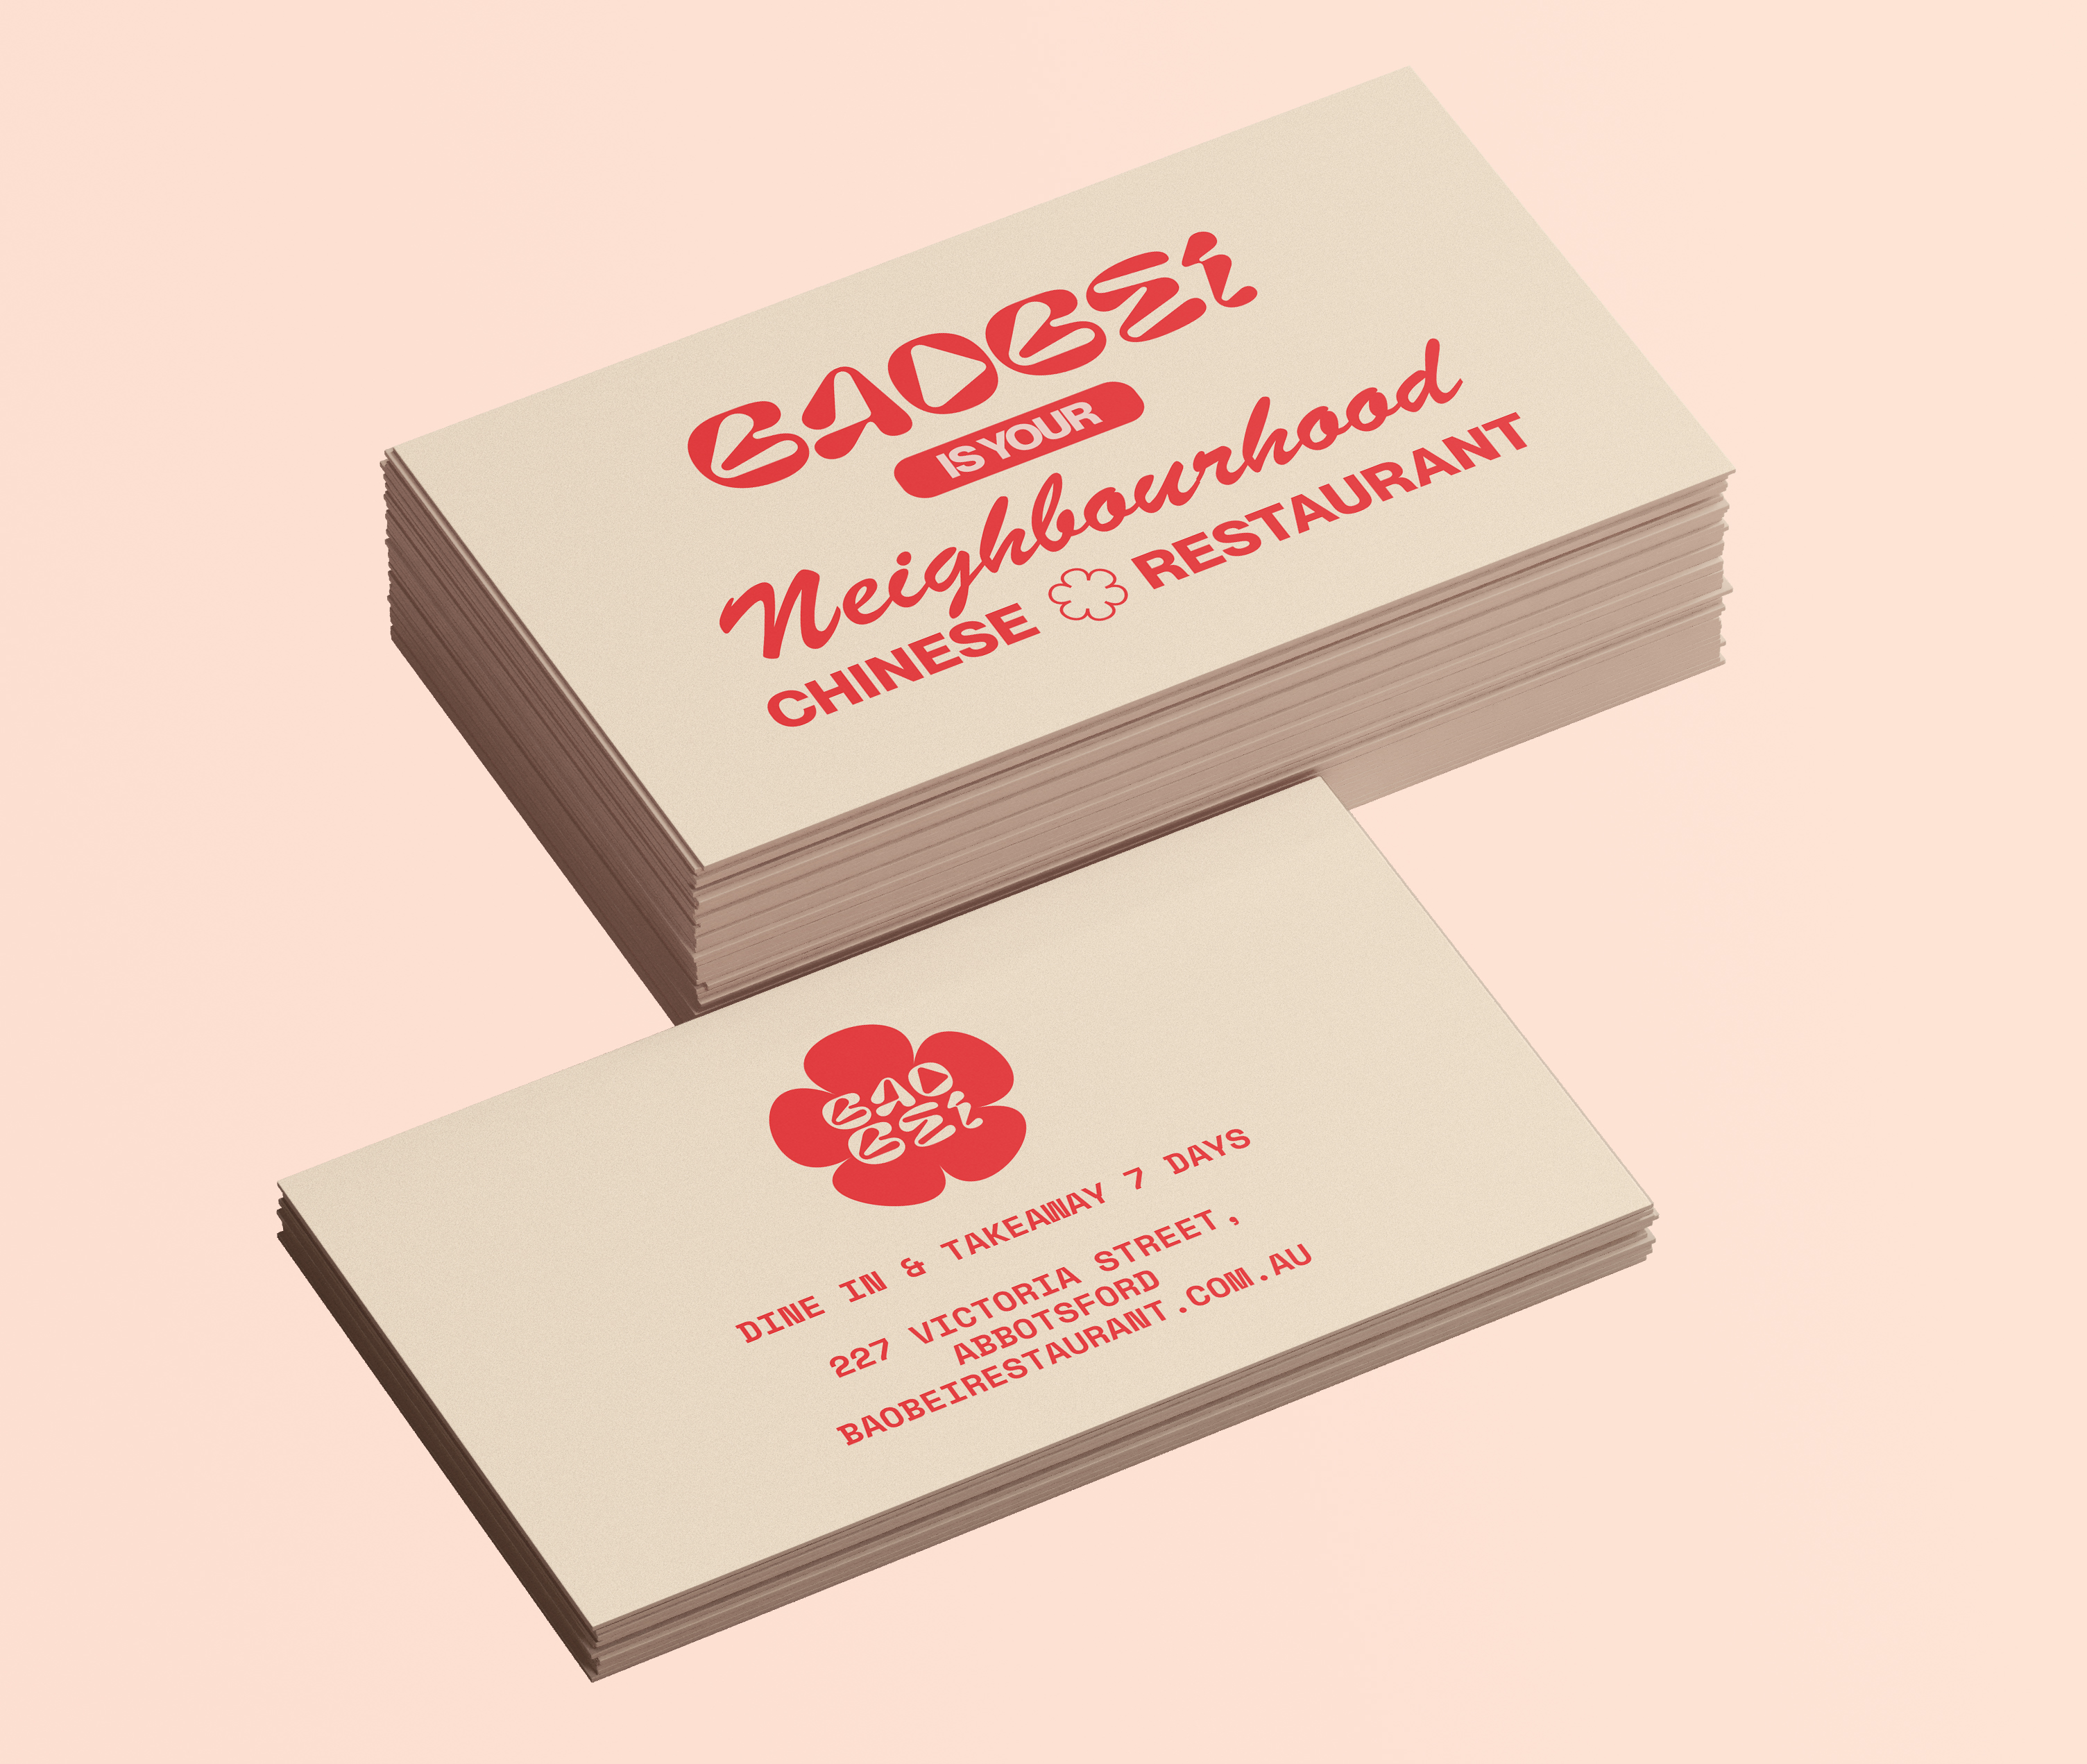 BAOBEi
IS YOUR
Neighbourhood
CHINESE RESTAURANT
BAO
BEi
DINE IN & TAKEAWAY 7 DAYS
227 VICTORIA STREET,
ABBOTSFORD
BAOBEIRESTAURANT.COM.AU